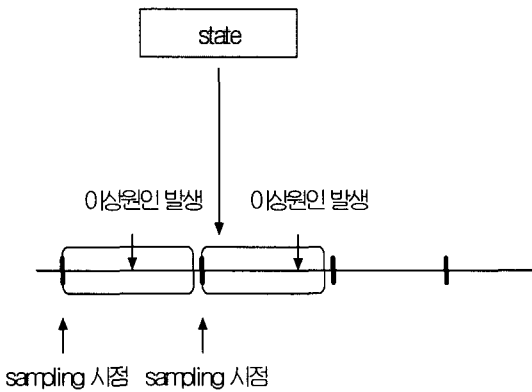 state
이상원인 발생 이상원인 발생
sampling 시점 sampling 시점